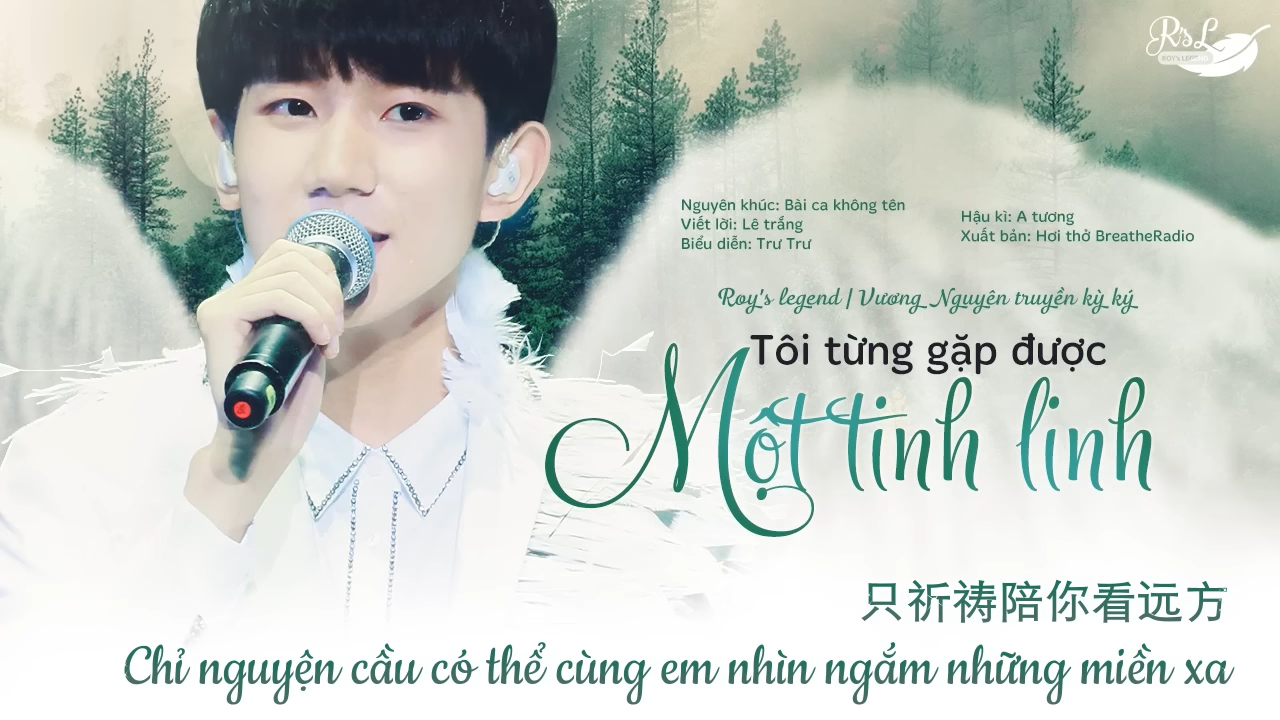 R's L
ROY'S LEGEND
Nguyên khúc: Bài ca không tên
Viết lời: Lê trắng
Biểu diễn: Trư Trư
Hậu kì: A tương
Xuất bản: Hơi thở BreatheRadio
Roy's legend | Vương Nguyên truyền kỳ ký
Tôi từng gặp được
Một tinh linh
只祈祷陪你看远方
Chỉ nguyện cầu có thể cùng em nhìn ngắm những miền xa